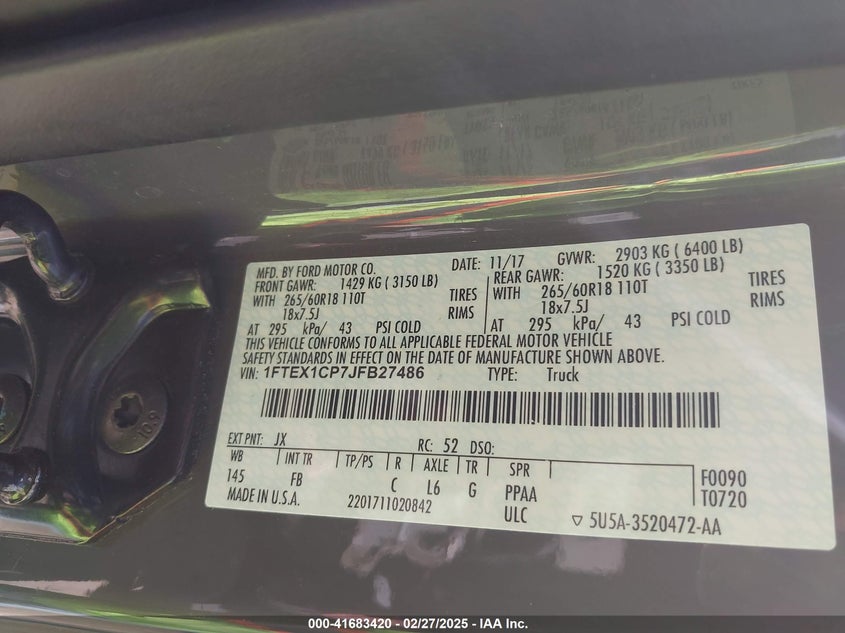 MFD. BY FORD MOTOR CO. DATE: 11/17 GVWR: 2903 KG ( 6400 LB)
FRONT GAWR: 1429 KG ( 3150 LB) REAR GAWR: 1520 KG ( 3350 LB)
WITH 265/60R18 110T TIRES WITH 265/60R18 110T TIRES
18x7.5J RIMS 18x7.5J RIMS
AT 295 kPa/ 43 PSI COLD AT 295 kPa/ 43 PSI COLD
THIS VEHICLE CONFORMS TO ALL APPLICABLE FEDERAL MOTOR VEHICLE
SAFETY STANDARDS IN EFFECT ON THE DATE OF MANUFACTURE SHOWN ABOVE.
VIN: 1FTEX1CP7JFB27486 TYPE: Truck
EXT PNT: JX RC: 52 DSO:
WB INT TR TP/PS R AXLE TR SPR F0090
145 FB C L6 G PPAA T0720
MADE IN U.S.A. 2201711020842 ULC ▽ 5U5A-3520472-AA
10.9
000-41683420 - 02/27/2025 - IAA Inc.